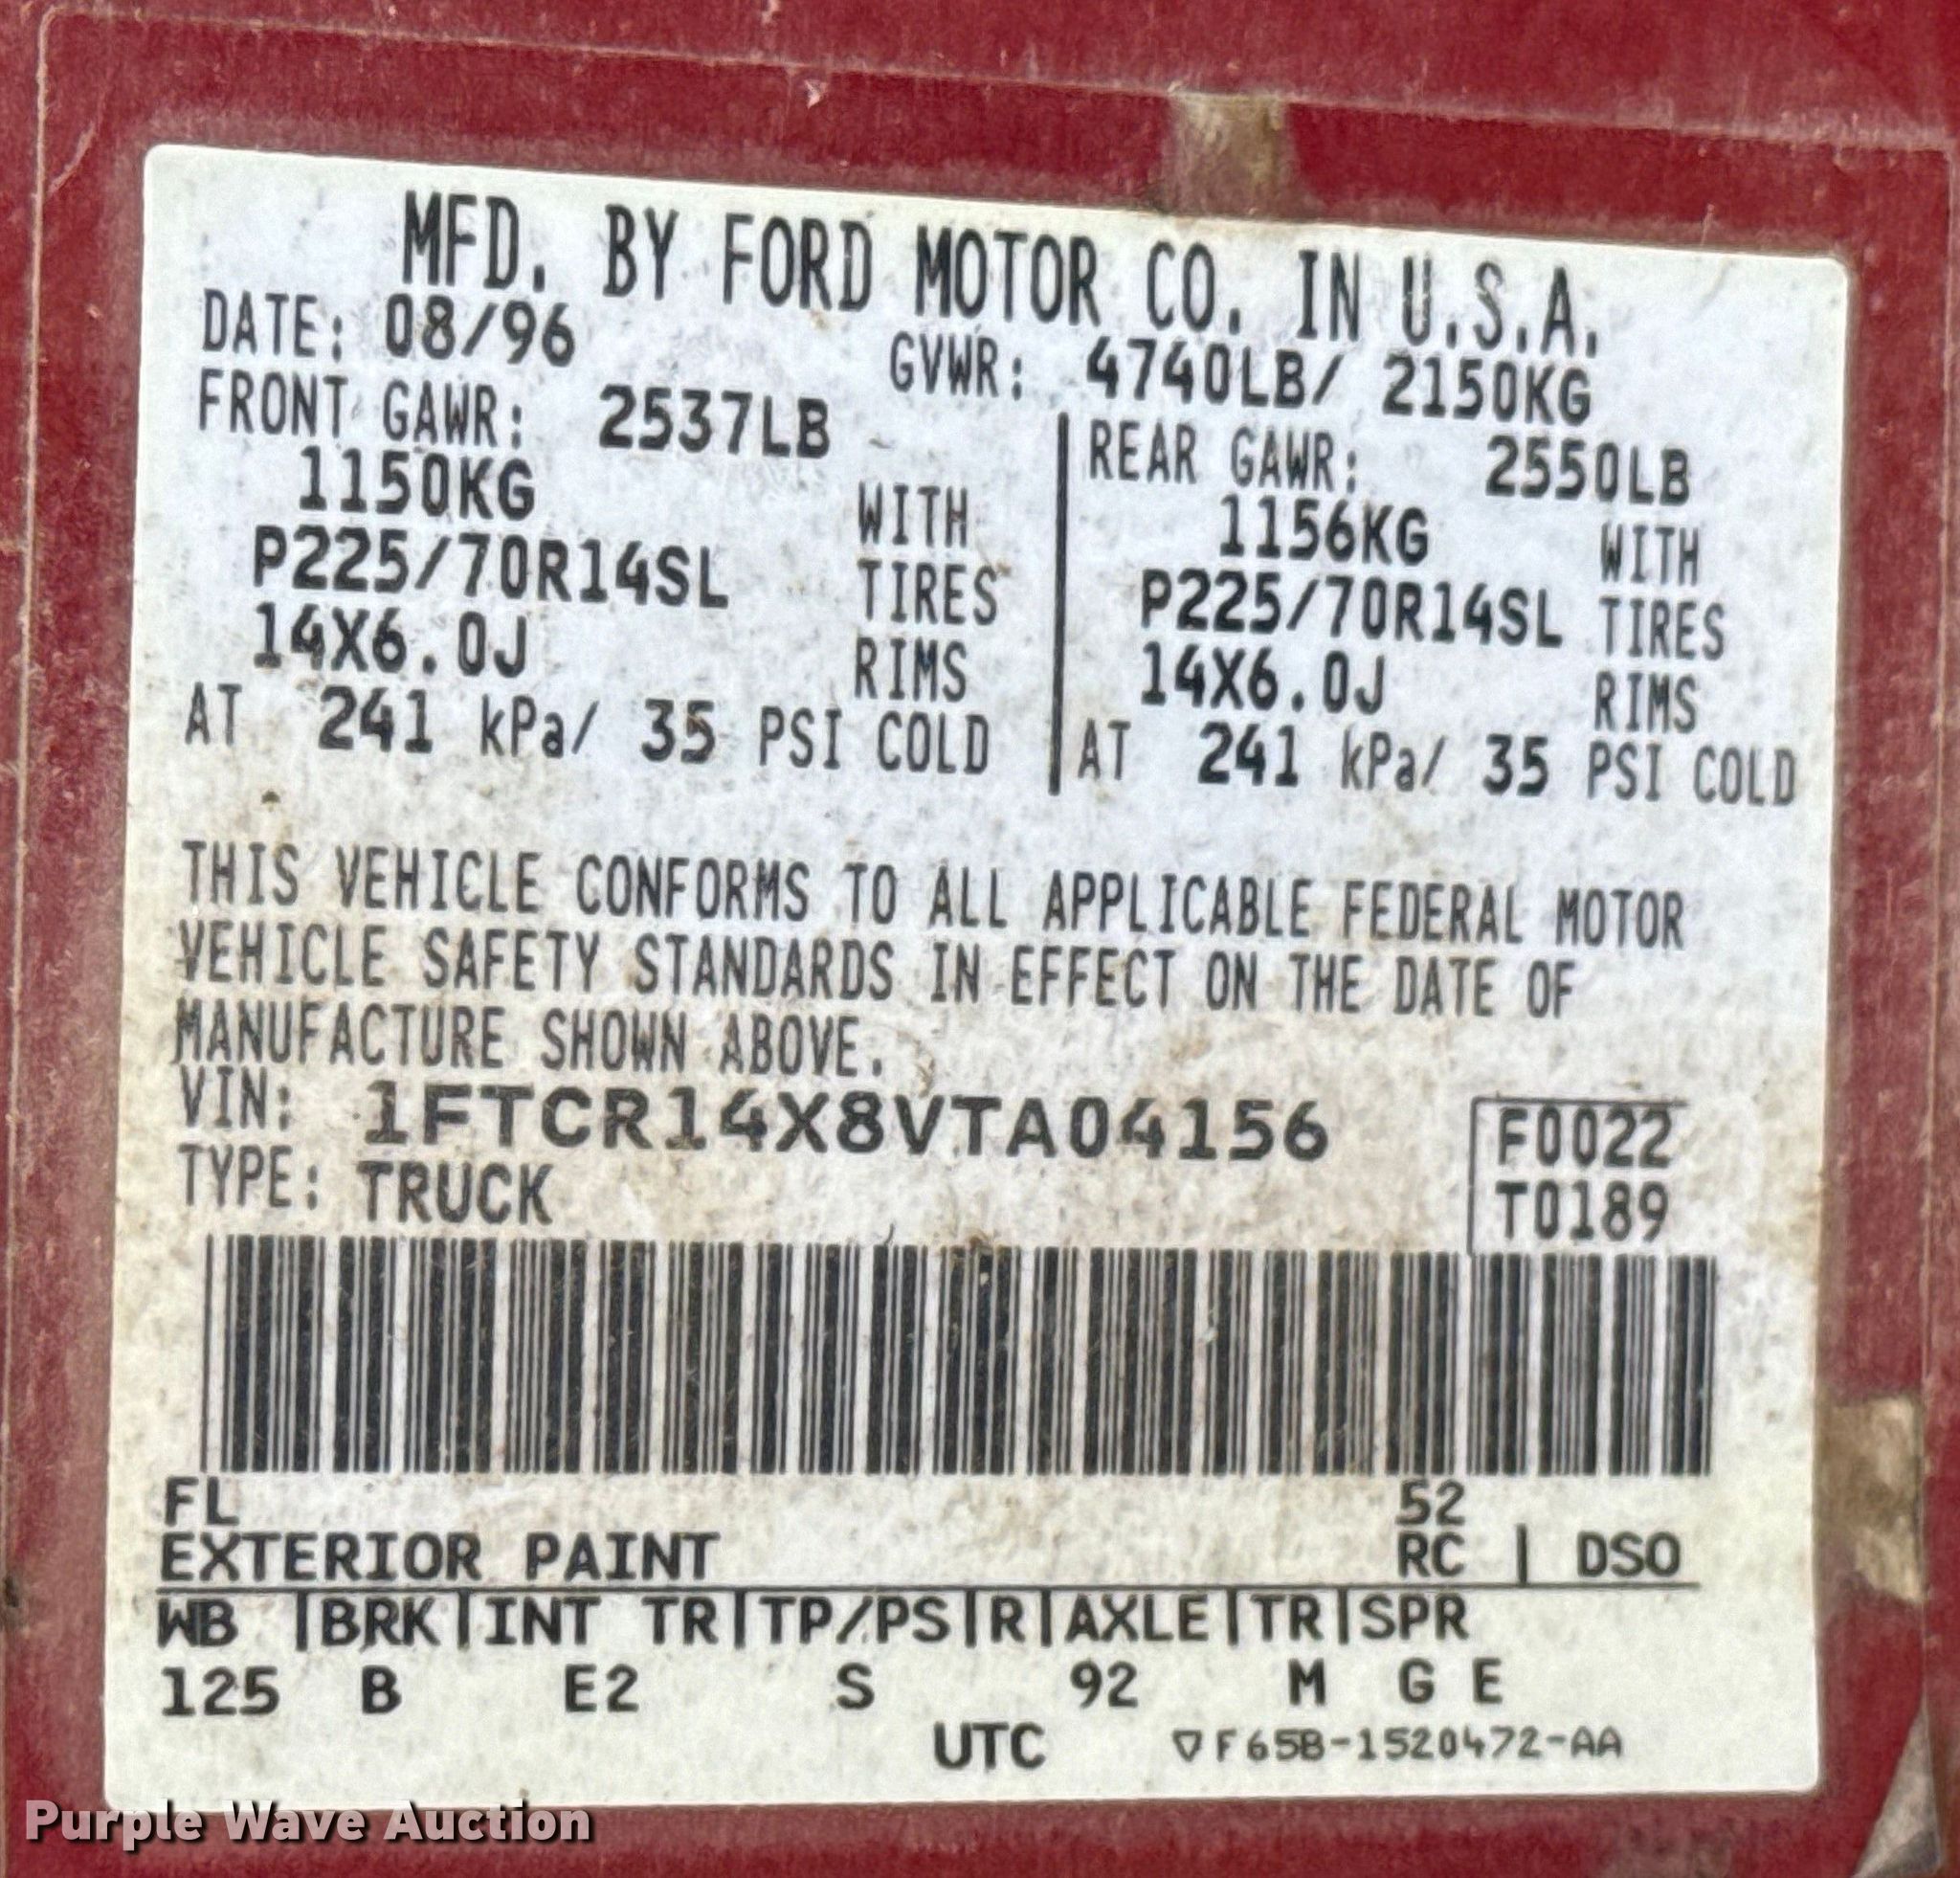 MFD. BY FORD MOTOR CO. IN U.S.A.
DATE: 08/96 GVWR: 4740LB/ 2150KG
FRONT GAWR: 2537LB REAR GAWR: 2550LB
1150KG WITH 1156KG WITH
P225/70R14SL TIRES P225/70R14SL TIRES
14X6.0J RIMS 14X6.0J RIMS
AT 241 kPa/ 35 PSI COLD AT 241 kPa/ 35 PSI COLD
THIS VEHICLE CONFORMS TO ALL APPLICABLE FEDERAL MOTOR
VEHICLE SAFETY STANDARDS IN EFFECT ON THE DATE OF
MANUFACTURE SHOWN ABOVE.
VIN: 1FTCR14X8VTA04156 F0022
TYPE: TRUCK T0189
FL 52
EXTERIOR PAINT RC | DSO
WB |BRK|INT TR|TP/PS|R|AXLE|TR|SPR
125 B E2 S 92 M G E
UTC ▽F65B-1520472-AA
Purple Wave Auction